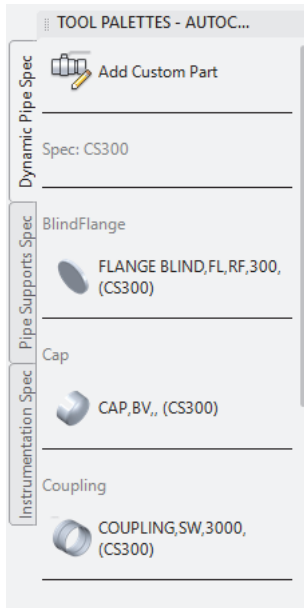 TOOL PALETTES - AUTOC...
Dynamic Pipe Spec
Pipe Supports Spec
Instrumentation Spec
Add Custom Part
Spec: CS300
BlindFlange
FLANGE BLIND,FL,RF,300,
(CS300)
Cap
CAP,BV,, (CS300)
Coupling
COUPLING,SW,3000,
(CS300)